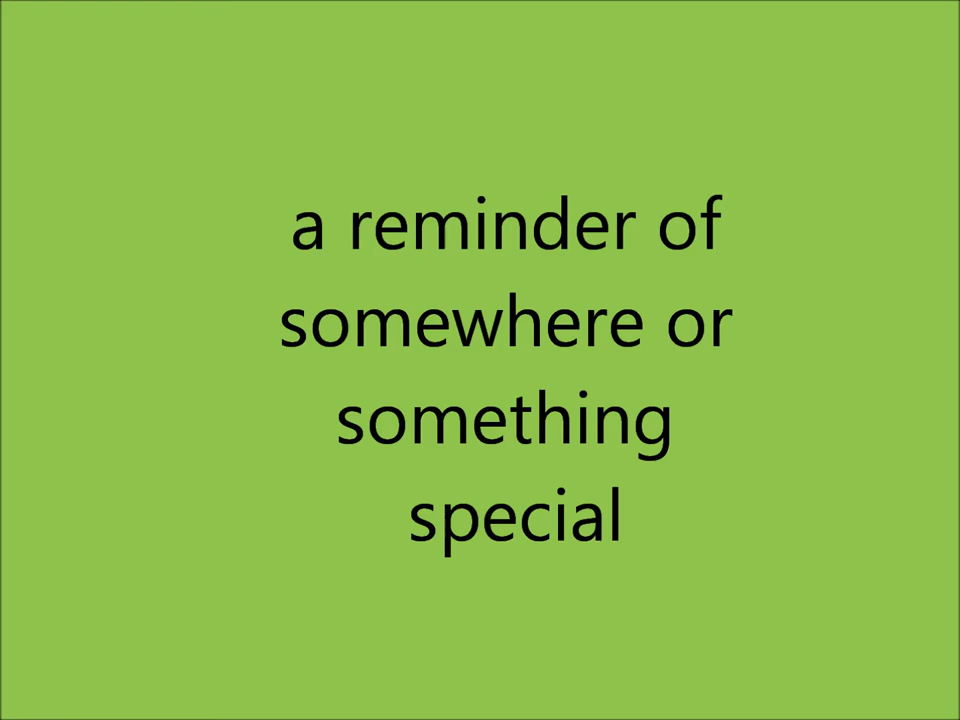 a reminder of
somewhere or
something
special